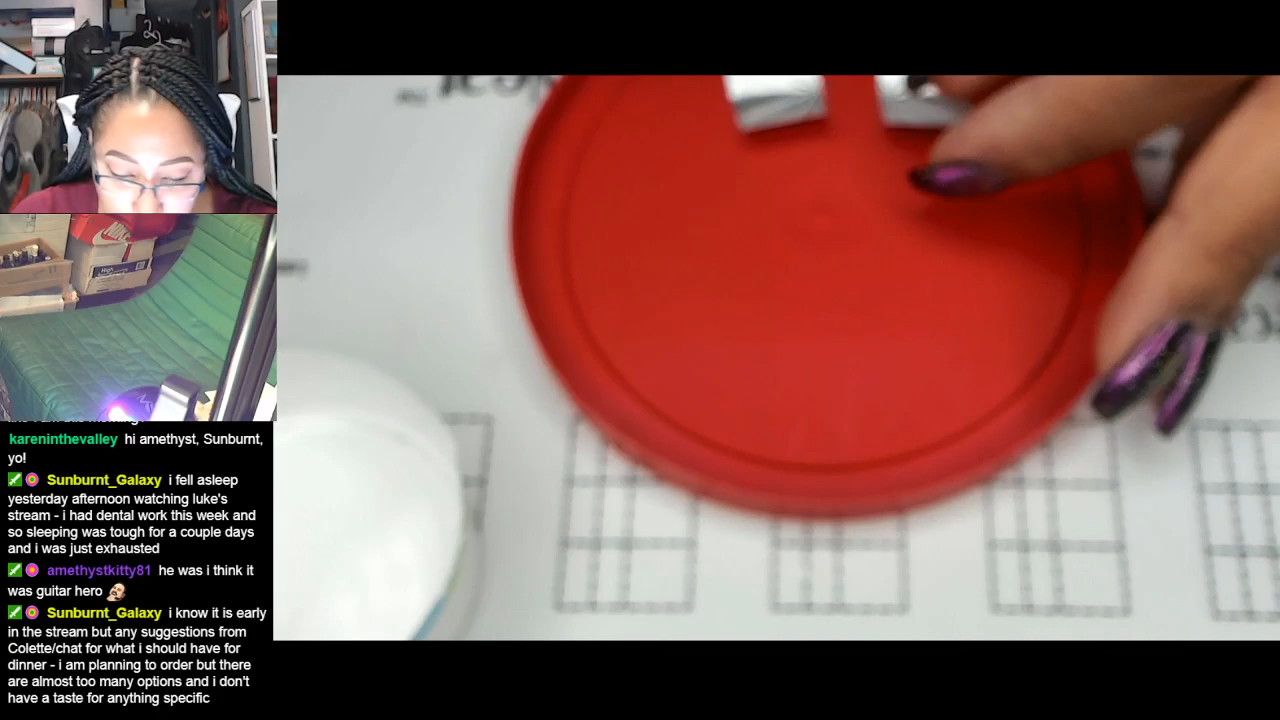 kareninthevalley hi amethyst, Sunburnt,
yo!
Sunburnt_Galaxy i fell asleep
yesterday afternoon watching luke's
stream - i had dental work this week and
so sleeping was tough for a couple days
and i was just exhausted
amethystkitty81 he was i think it
was guitar hero
Sunburnt_Galaxy i know it is early
in the stream but any suggestions from
Colette/chat for what i should have for
dinner - i am planning to order but there
are almost too many options and i don't
have a taste for anything specific